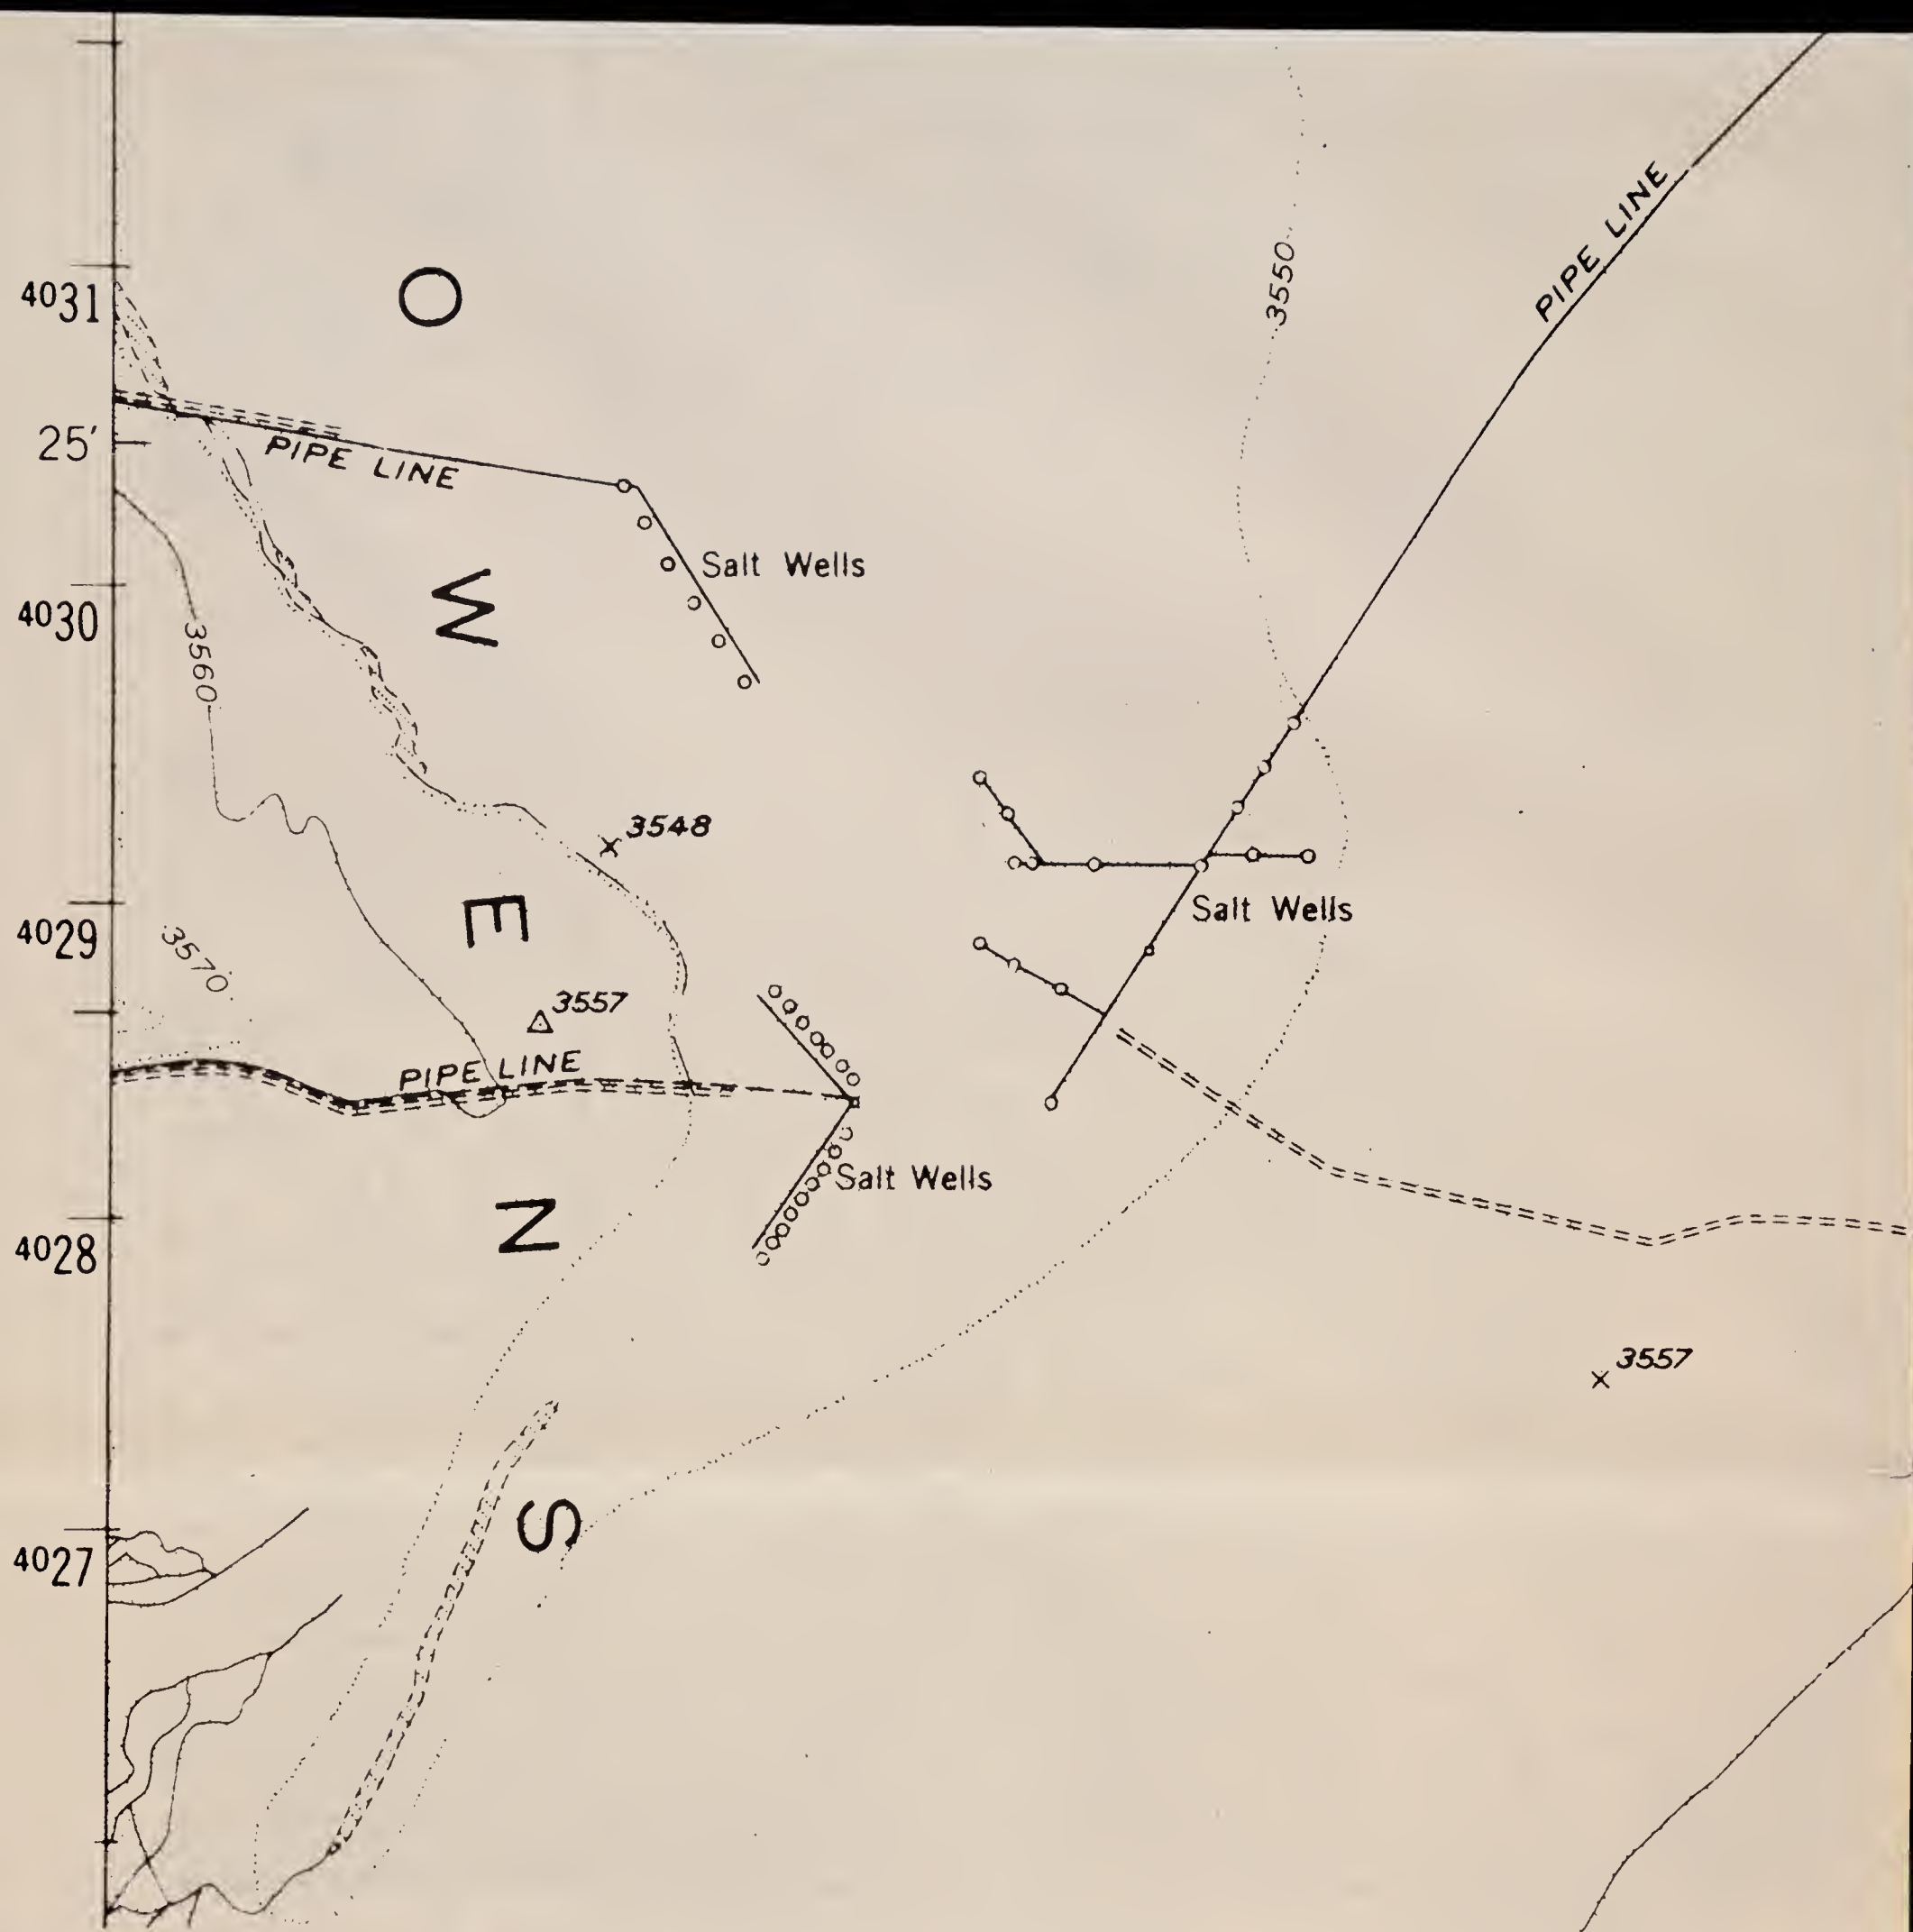 4031
O
3550
PIPE LINE
25'
PIPE LINE
Salt Wells
W
4030
3560
3548
E
Salt Wells
4029
3570
3557
PIPE LINE
Salt Wells
N
4028
3557
S
4027